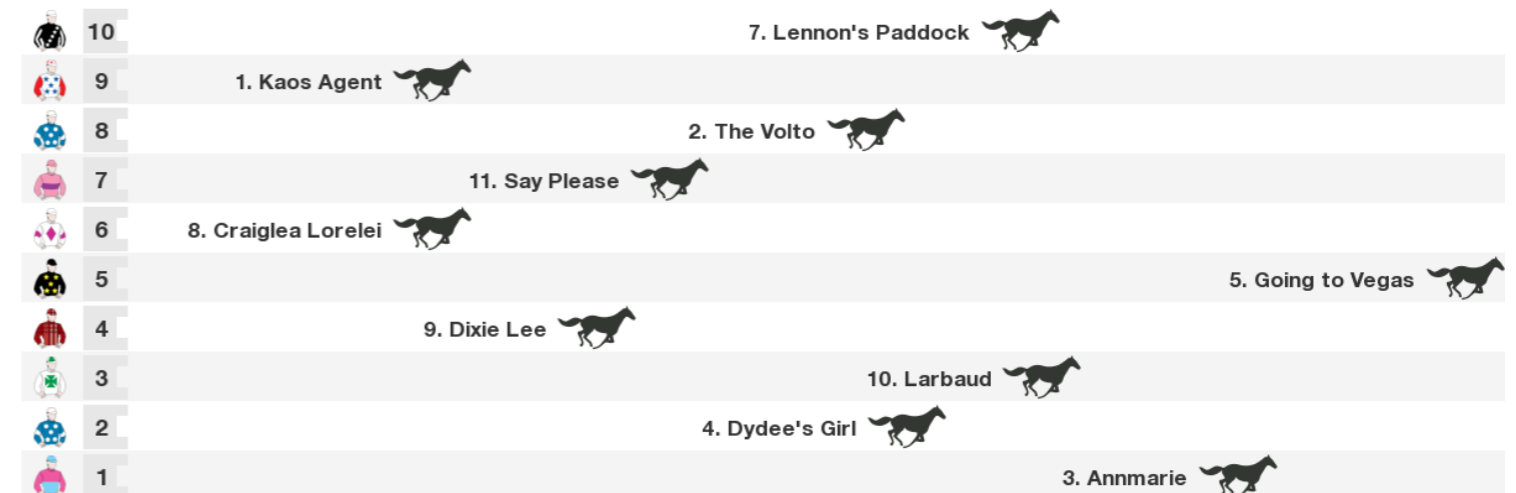 10 7. Lennon's Paddock
9 1. Kaos Agent
8 2. The Volto
7 11. Say Please
6 8. Craiglea Lorelei
5 5. Going to Vegas
4 9. Dixie Lee
3 10. Larbaud
2 4. Dydee's Girl
1 3. Annmarie